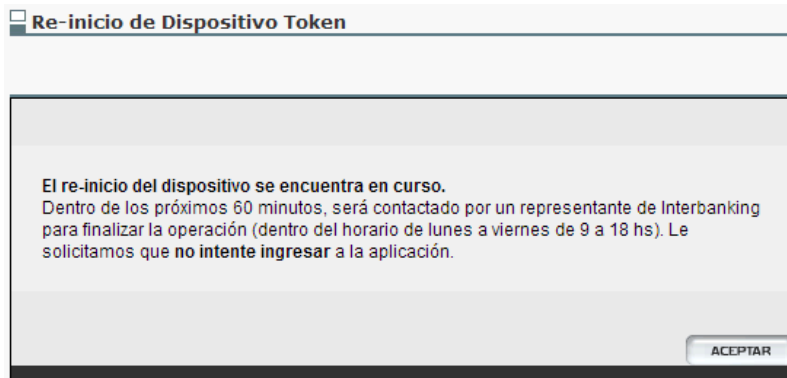 Re-inicio de Dispositivo Token
El re-inicio del dispositivo se encuentra en curso.
Dentro de los próximos 60 minutos, será contactado por un representante de Interbanking
para finalizar la operación (dentro del horario de lunes a viernes de 9 a 18 hs). Le
solicitamos que no intente ingresar a la aplicación.
ACEPTAR